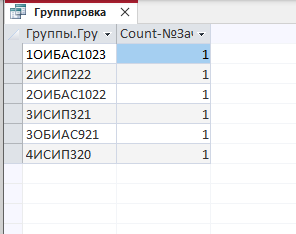 Группировка
Группы.Гру Count-№Зач
1ОИБАС1023 1
2ИСИП222 1
2ОИБАС1022 1
3ИСИП321 1
3ОБИАС921 1
4ИСИП320 1